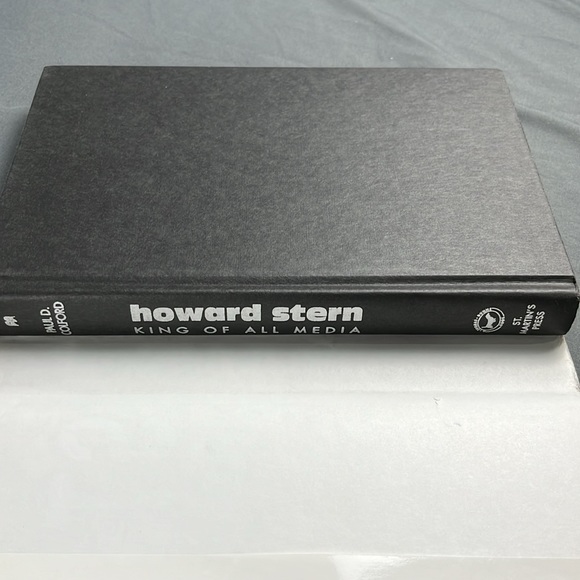 PAUL D.
COLFORD
howard stern
KING OF ALL MEDIA
ST.
MARTIN'S
PRESS